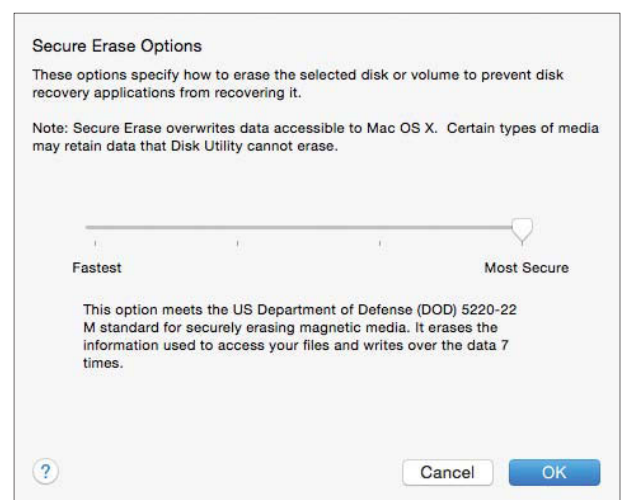 Secure Erase Options
These options specify how to erase the selected disk or volume to prevent disk
recovery applications from recovering it.
Note: Secure Erase overwrites data accessible to Mac OS X.  Certain types of media
may retain data that Disk Utility cannot erase.
Fastest
Most Secure
This option meets the US Department of Defense (DOD) 5220-22
M standard for securely erasing magnetic media. It erases the
information used to access your files and writes over the data 7
times.
?
Cancel
OK